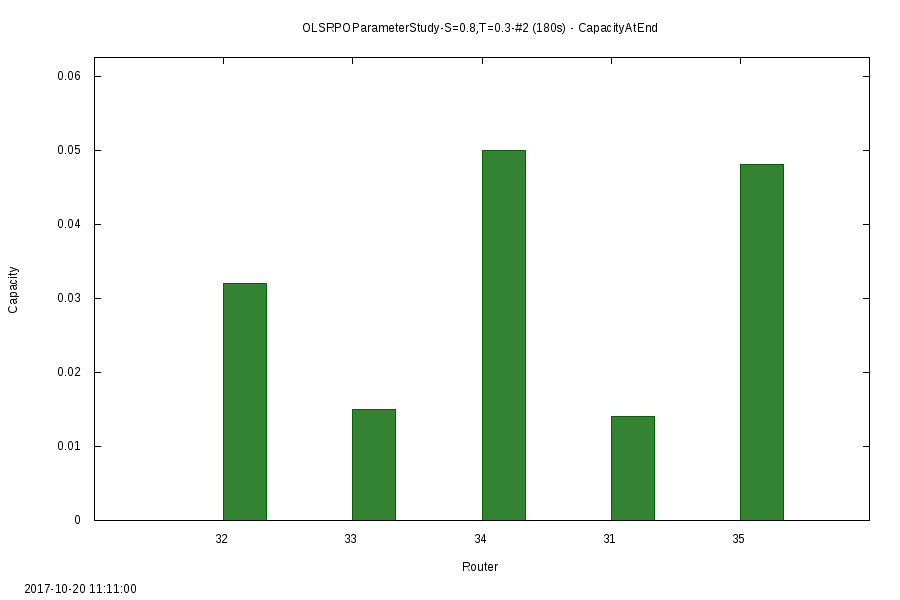 OLSRPOParameterStudy-S=0.8,T=0.3-#2 (180s) - CapacityAtEnd
0.06
0.05
0.04
0.03
0.02
0.01
0
Capacity
32 33 34 31 35
Router
2017-10-20 11:11:00